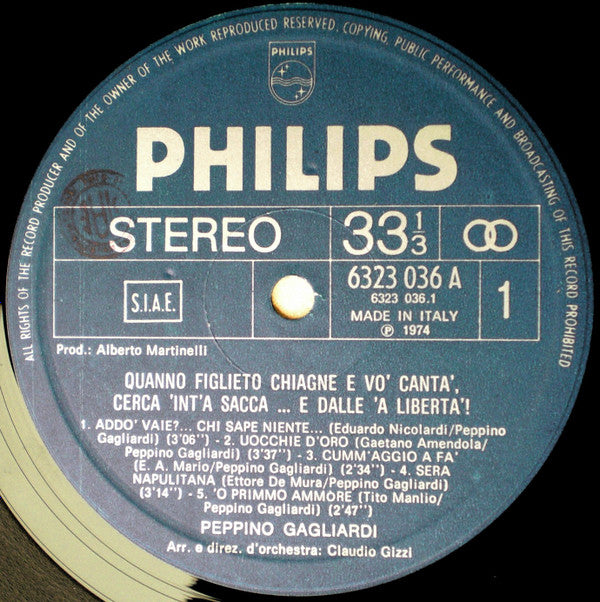 ALL RIGHTS OF THE RECORD PRODUCER AND OF THE OWNER OF THE WORK REPRODUCED RESERVED. COPYING, PUBLIC PERFORMANCE AND BROADCASTING OF THIS RECORD PROHIBITED
PHILIPS
PHILIPS
STEREO 33 1/3
S.I.A.E.
6323 036 A
6323 036.1
MADE IN ITALY
℗ 1974
1
Prod.: Alberto Martinelli
QUANNO FIGLIETO CHIAGNE E VO' CANTA',
CERCA 'INT'A SACCA ... E DALLE 'A LIBERTA'!
1. ADDO' VAIE?... CHI SAPE NIENTE... (Eduardo Nicolardi/Peppino
Gagliardi) (3'06") - 2. UOCCHIE D'ORO (Gaetano Amendola/
Peppino Gagliardi) (3'37") - 3. CUMM'AGGIO A FA'
(E. A. Mario/Peppino Gagliardi) (2'34") - 4. SERA
NAPULITANA (Ettore De Mura/Peppino Gagliardi)
(3'14") - 5. 'O PRIMMO AMMORE (Tito Manlio/
Peppino Gagliardi) (2'47")
PEPPINO GAGLIARDI
Arr. e direz. d'orchestra: Claudio Gizzi